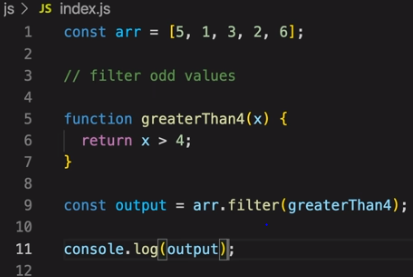 js > JS index.js
1 const arr = [5, 1, 3, 2, 6];
2
3 // filter odd values
4
5 function greaterThan4(x) {
6 return x > 4;
7 }
8
9 const output = arr.filter(greaterThan4);
10
11 console.log(output);
12